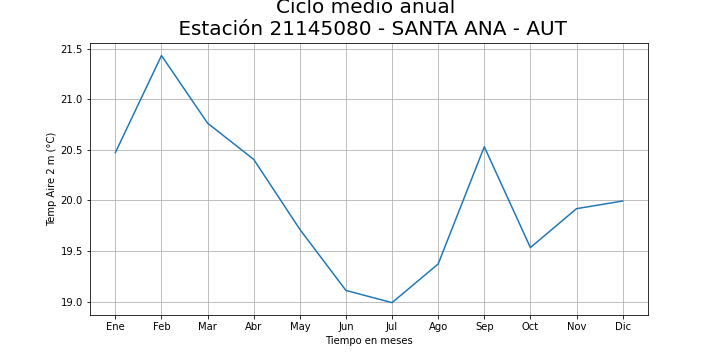 Ciclo medio anual
Estación 21145080 - SANTA ANA - AUT
Temp Aire 2 m (°C)
21.5
21.0
20.5
20.0
19.5
19.0
Ene Feb Mar Abr May Jun Jul Ago Sep Oct Nov Dic
Tiempo en meses